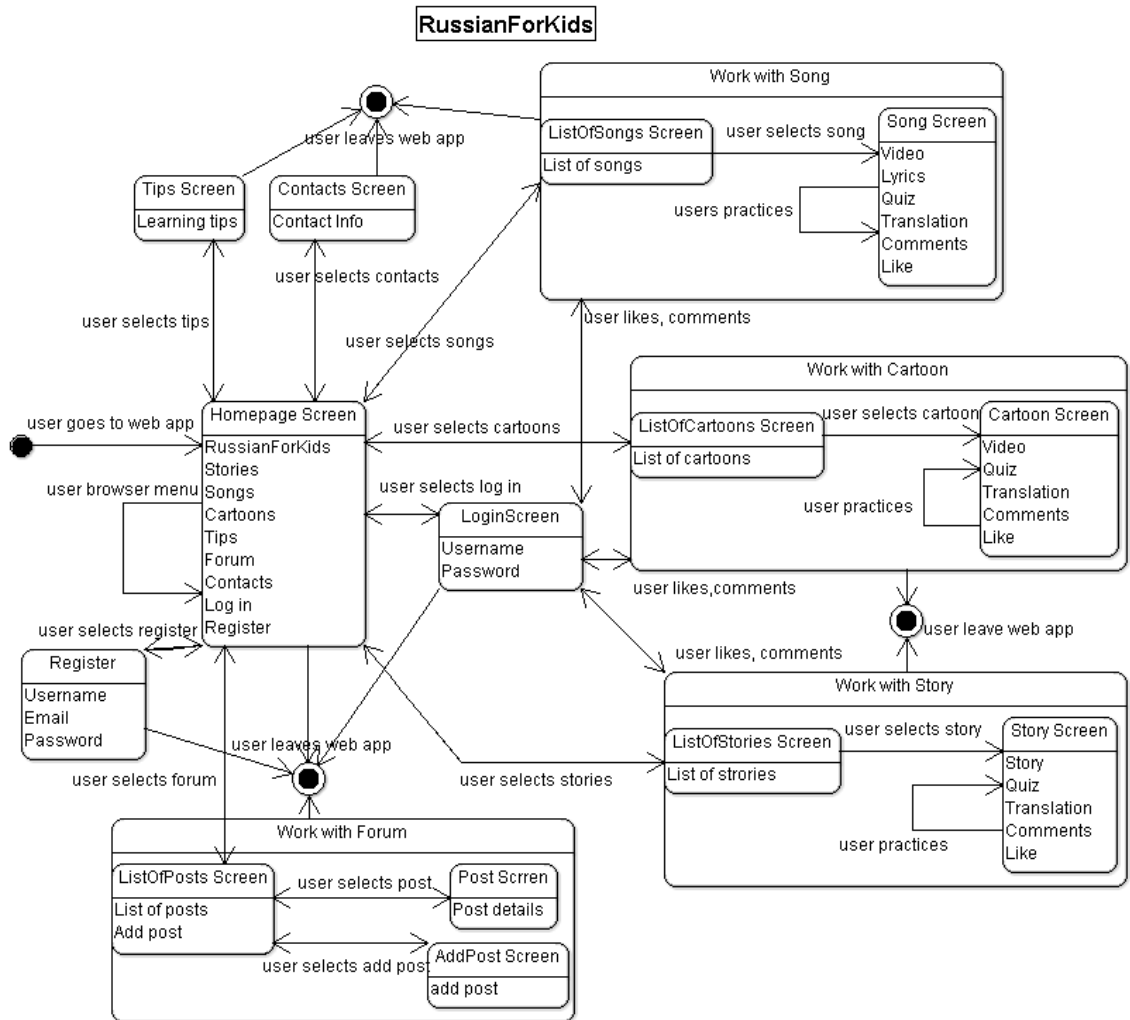 RussianForKids
Work with Song
ListOfSongs Screen
List of songs
user selects song
Song Screen
Video
Lyrics
Quiz
Translation
Comments
Like
users practices
user leaves web app
Tips Screen
Learning tips
Contacts Screen
Contact Info
user selects contacts
user selects tips
user selects songs
user likes, comments
Work with Cartoon
ListOfCartoons Screen
List of cartoons
user selects cartoon
Cartoon Screen
Video
Quiz
Translation
Comments
Like
user practices
user goes to web app
Homepage Screen
RussianForKids
Stories
Songs
Cartoons
Tips
Forum
Contacts
Log in
Register
user browser menu
user selects cartoons
user selects log in
LoginScreen
Username
Password
user likes,comments
user leave web app
user likes, comments
user selects register
Register
Username
Email
Password
user leaves web app
user selects forum
user selects stories
Work with Story
ListOfStories Screen
List of strories
user selects story
Story Screen
Story
Quiz
Translation
Comments
Like
user practices
Work with Forum
ListOfPosts Screen
List of posts
Add post
user selects post
Post Scrren
Post details
user selects add post
AddPost Screen
add post